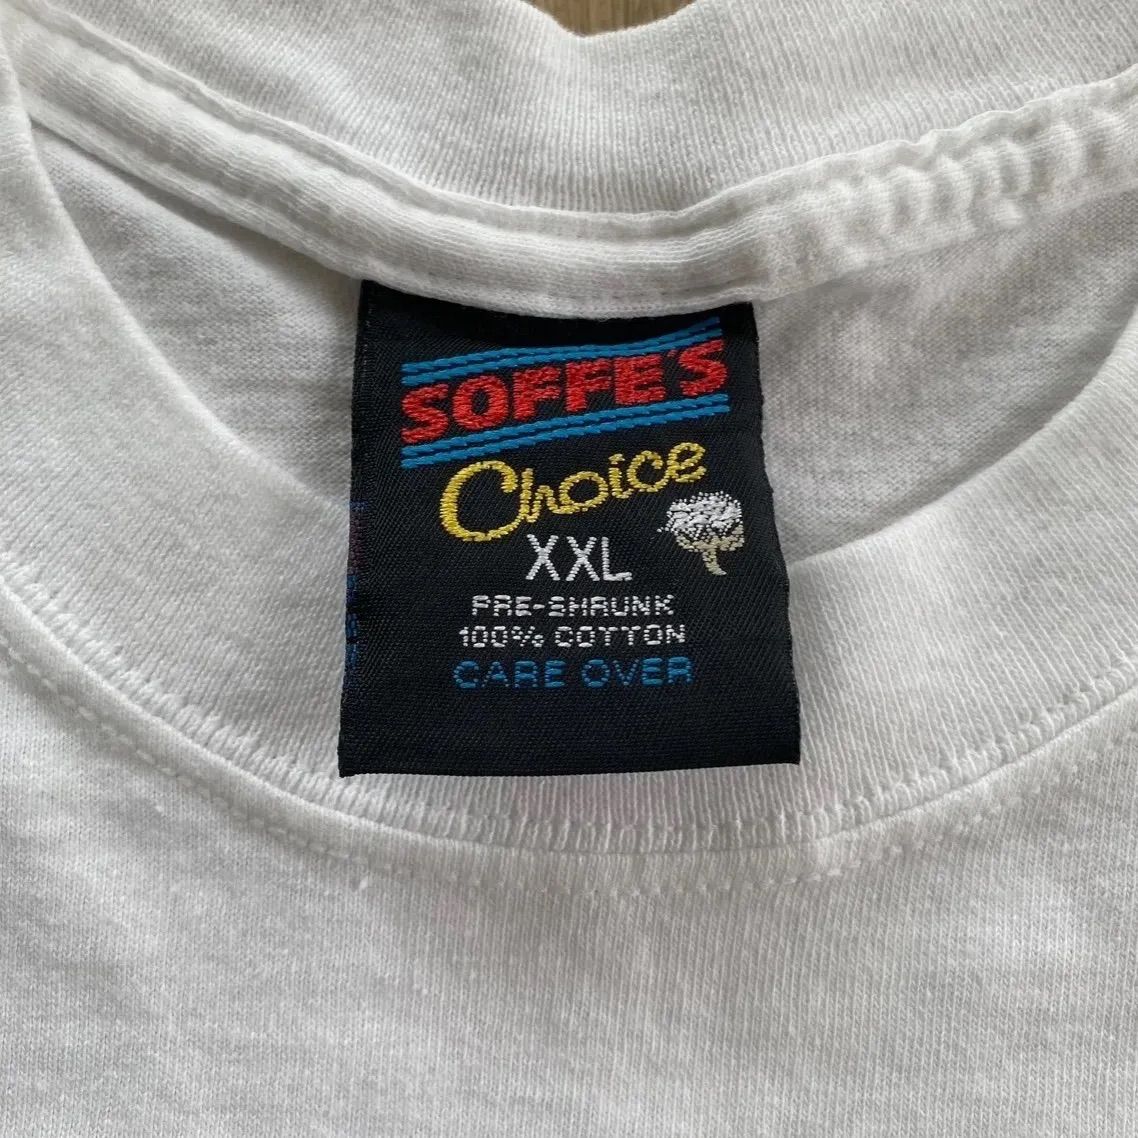 SOFFE'S
Choice
XXL
PRE-SHRUNK
100% COTTON
CARE OVER